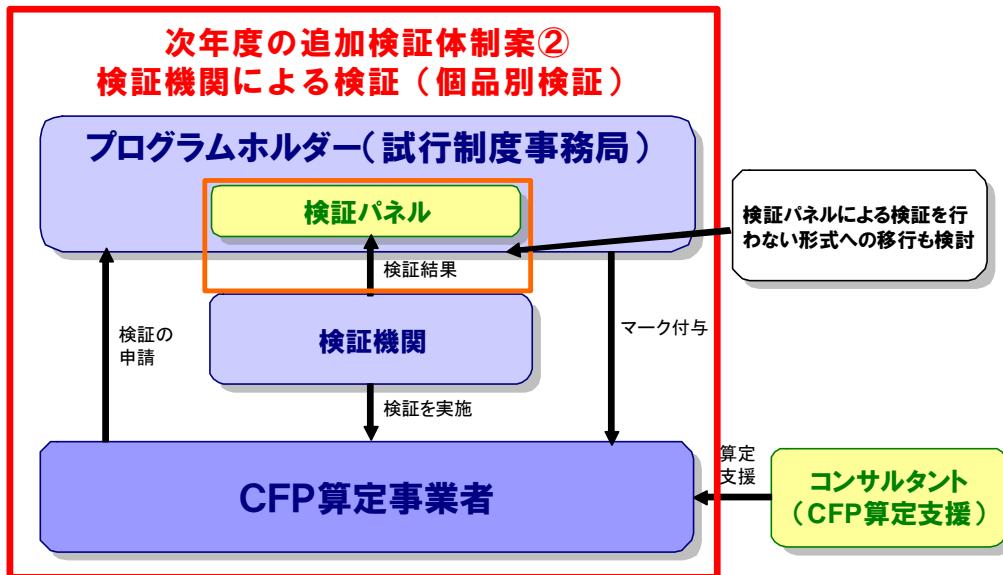 次年度の追加検証体制案②
検証機関による検証（個品別検証）
プログラムホルダー（試行制度事務局）
検証パネル
検証パネルによる検証を行
わない形式への移行も検討
検証結果
検証の
申請
検証機関
マーク付与
検証を実施
算定
支援
CFP算定事業者
コンサルタント
（CFP算定支援）